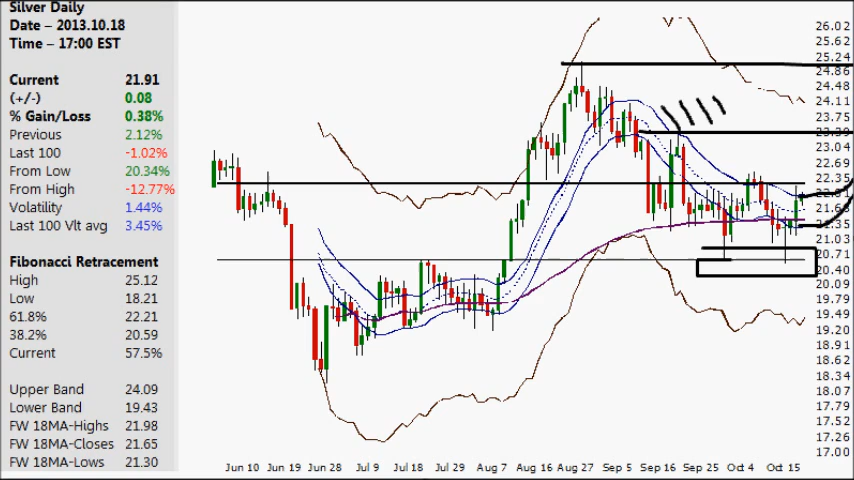 Silver Daily
Date – 2013.10.18
Time – 17:00 EST
Current 21.91
(+/-) 0.08
% Gain/Loss 0.38%
Previous 2.12%
Last 100 -1.02%
From Low 20.34%
From High -12.77%
Volatility 1.44%
Last 100 Vlt avg 3.45%
Fibonacci Retracement
High 25.12
Low 18.21
61.8% 22.21
38.2% 20.59
Current 57.5%
Upper Band 24.09
Lower Band 19.43
FW 18MA-Highs 21.98
FW 18MA-Closes 21.65
FW 18MA-Lows 21.30
26.02
25.62
25.24
24.86
24.48
24.11
23.75
23.39
23.04
22.69
22.35
21.35
21.03
20.71
20.40
20.09
19.79
19.49
19.20
18.91
18.62
18.34
18.07
17.79
17.52
17.26
17.00
Jun 10 Jun 19 Jun 28 Jul 9 Jul 18 Jul 29 Aug 7 Aug 16 Aug 27 Sep 5 Sep 16 Sep 25 Oct 4 Oct 15